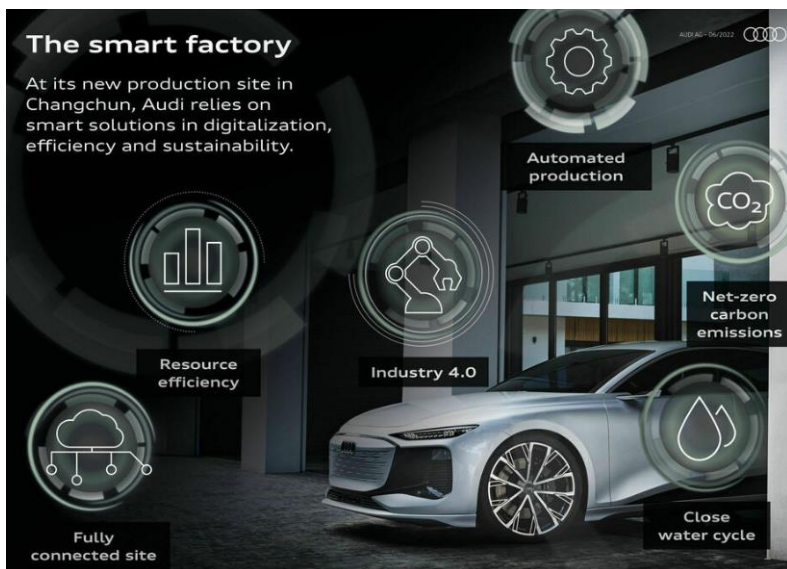 The smart factory
At its new production site in
Changchun, Audi relies on
smart solutions in digitalization,
efficiency and sustainability.
AUDI AG – 06/2022
Automated
production
CO₂
Net-zero
carbon
emissions
Resource
efficiency
Industry 4.0
Fully
connected site
Close
water cycle